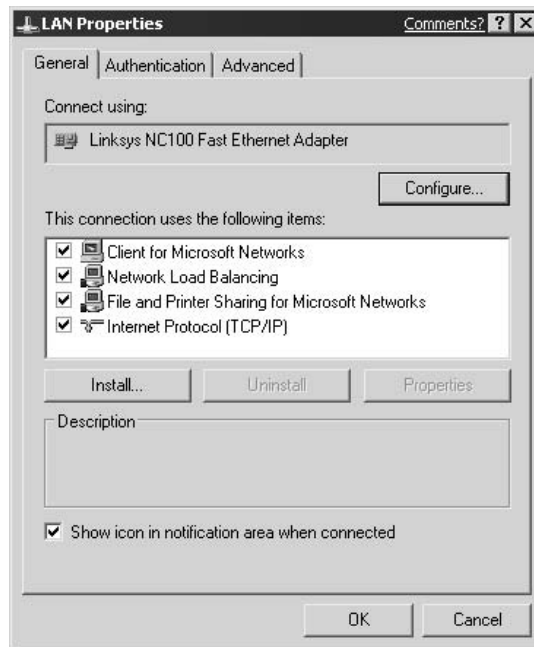 LAN Properties Comments? ? X
General Authentication Advanced
Connect using:
Linksys NC100 Fast Ethernet Adapter
Configure...
This connection uses the following items:
Client for Microsoft Networks
Network Load Balancing
File and Printer Sharing for Microsoft Networks
Internet Protocol (TCP/IP)
Install... Uninstall Properties
Description
Show icon in notification area when connected
OK Cancel